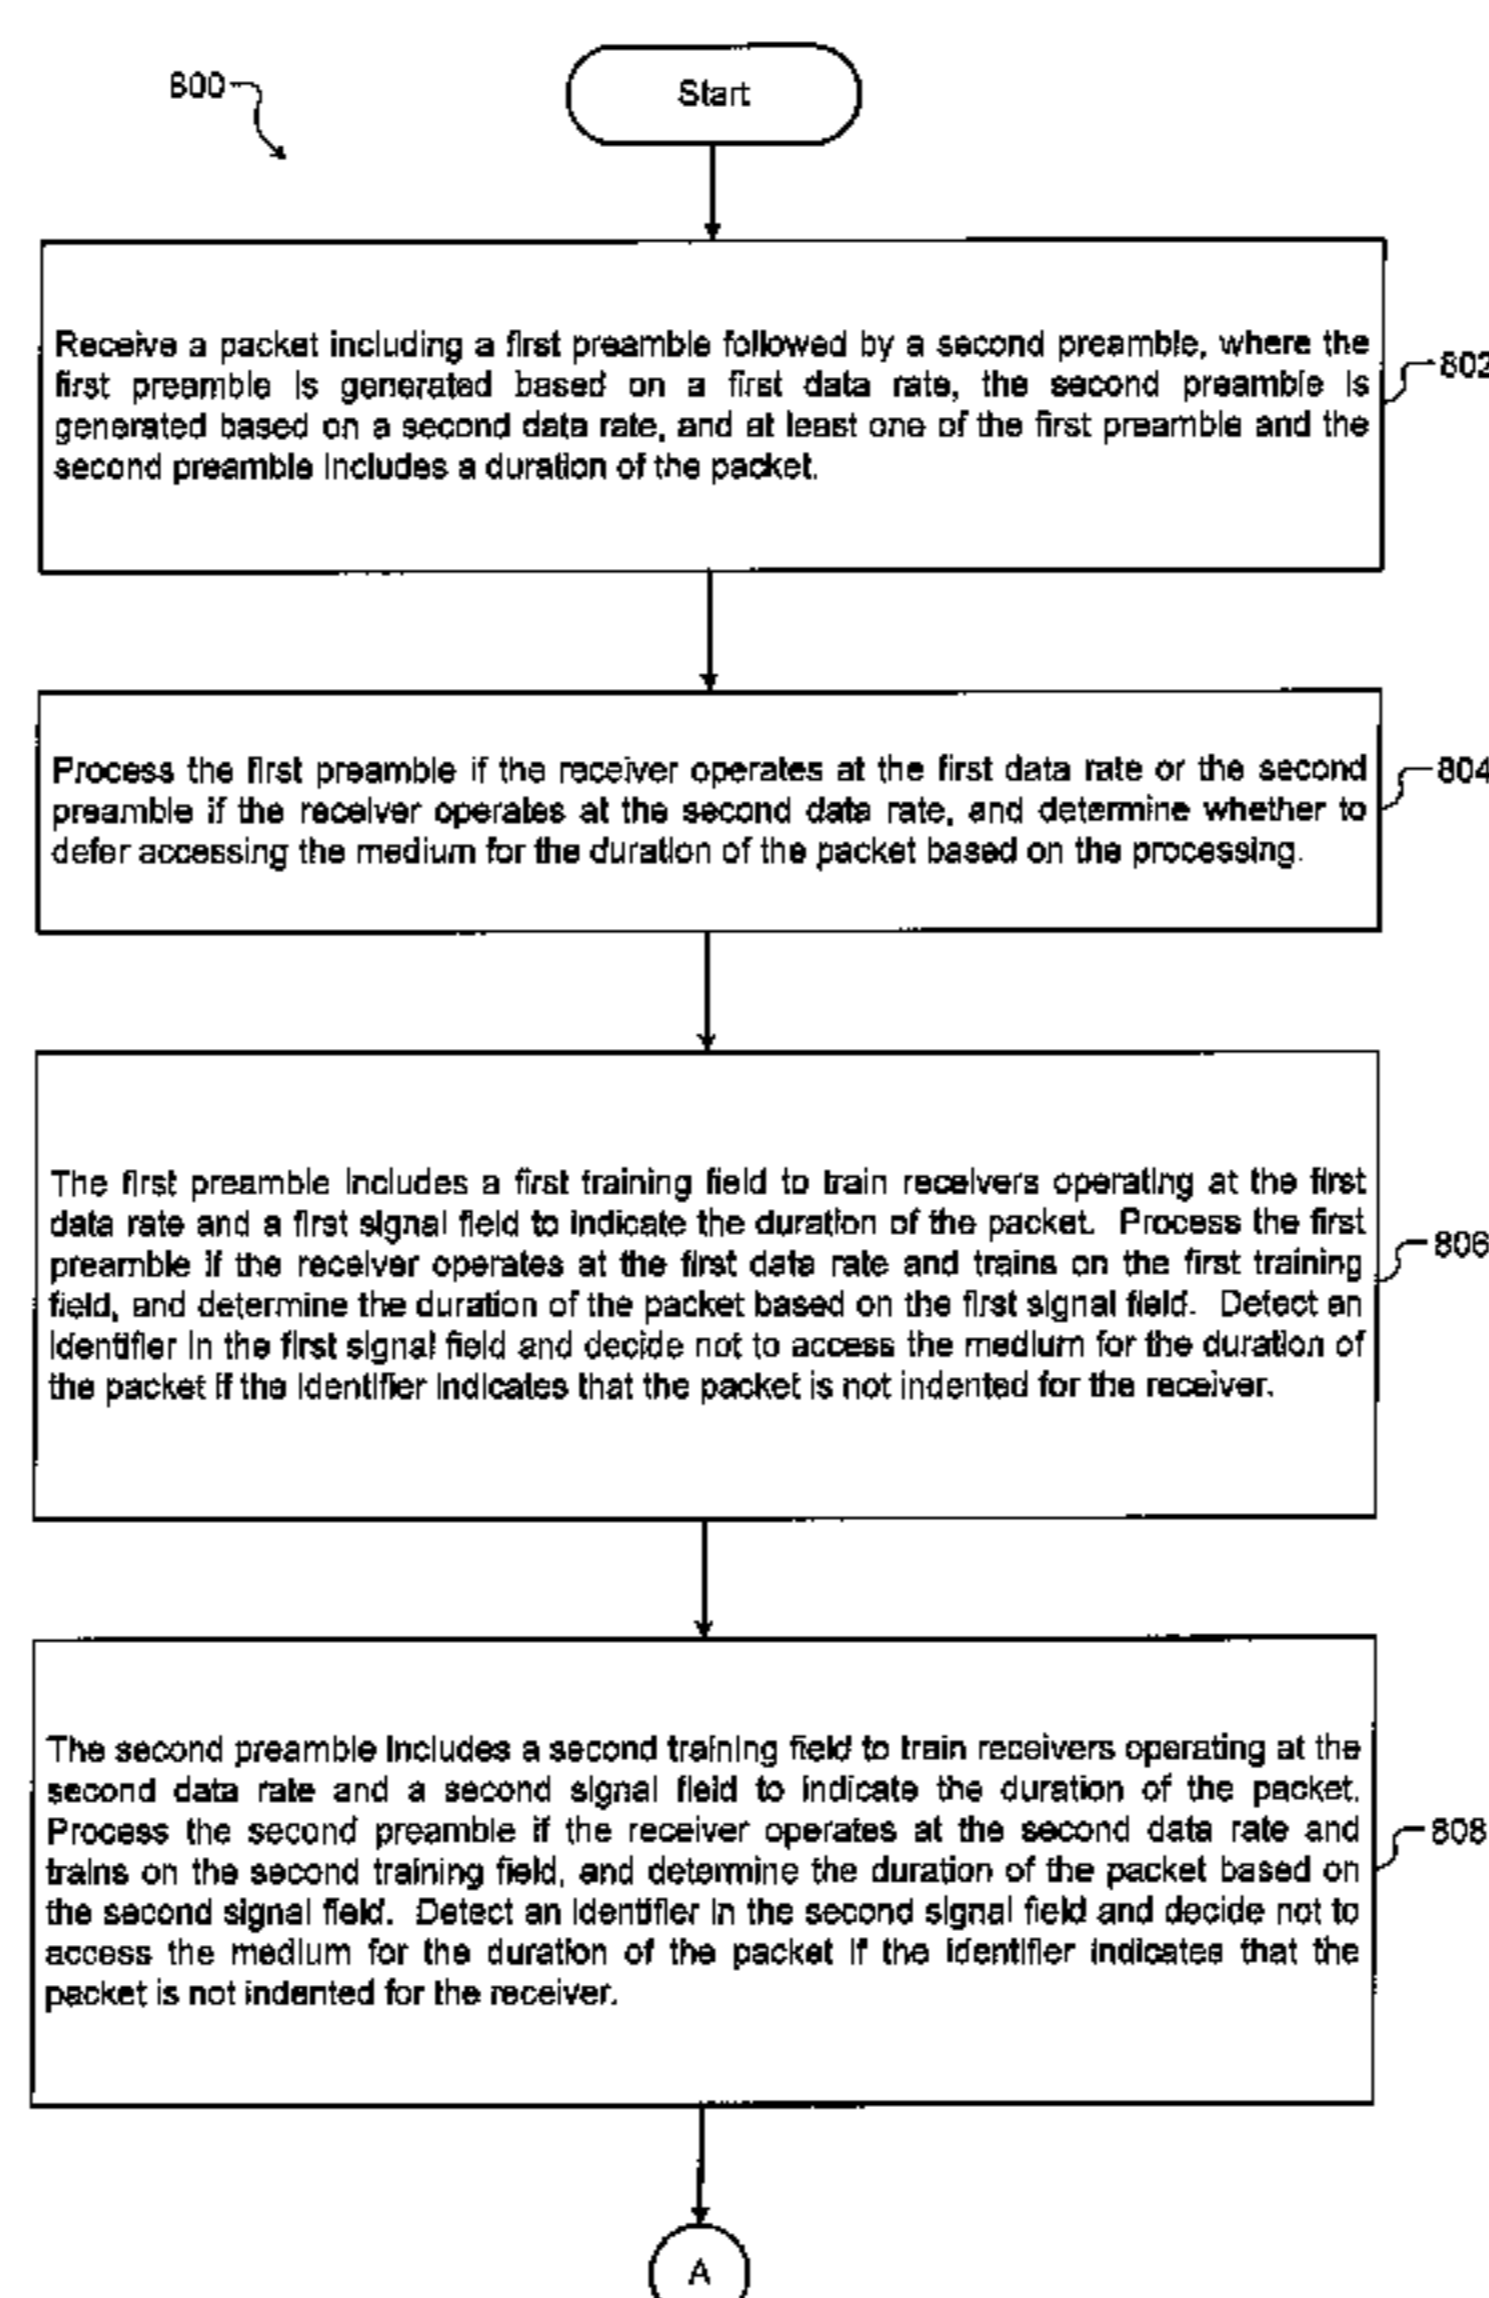 800
Start
Receive a packet including a first preamble followed by a second preamble, where the
first preamble is generated based on a first data rate, the second preamble is
generated based on a second data rate, and at least one of the first preamble and the
second preamble includes a duration of the packet.
802
Process the first preamble if the receiver operates at the first data rate or the second
preamble if the receiver operates at the second data rate, and determine whether to
defer accessing the medium for the duration of the packet based on the processing.
804
The first preamble includes a first training field to train receivers operating at the first
data rate and a first signal field to indicate the duration of the packet. Process the first
preamble if the receiver operates at the first data rate and trains on the first training
field, and determine the duration of the packet based on the first signal field. Detect an
identifier in the first signal field and decide not to access the medium for the duration of
the packet if the identifier indicates that the packet is not indented for the receiver.
806
The second preamble includes a second training field to train receivers operating at the
second data rate and a second signal field to indicate the duration of the packet.
Process the second preamble if the receiver operates at the second data rate and
trains on the second training field, and determine the duration of the packet based on
the second signal field. Detect an identifier in the second signal field and decide not to
access the medium for the duration of the packet if the identifier indicates that the
packet is not indented for the receiver.
808
A